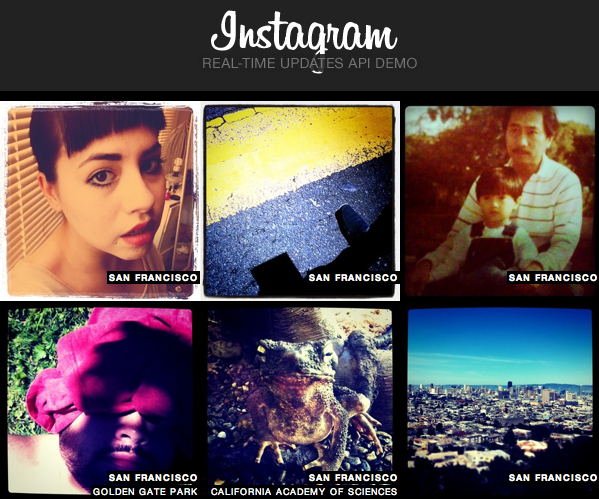 Instagram
REAL-TIME UPDATES API DEMO
SAN FRANCISCO
SAN FRANCISCO
SAN FRANCISCO
SAN FRANCISCO
GOLDEN GATE PARK
SAN FRANCISCO
CALIFORNIA ACADEMY OF SCIENCES
SAN FRANCISCO